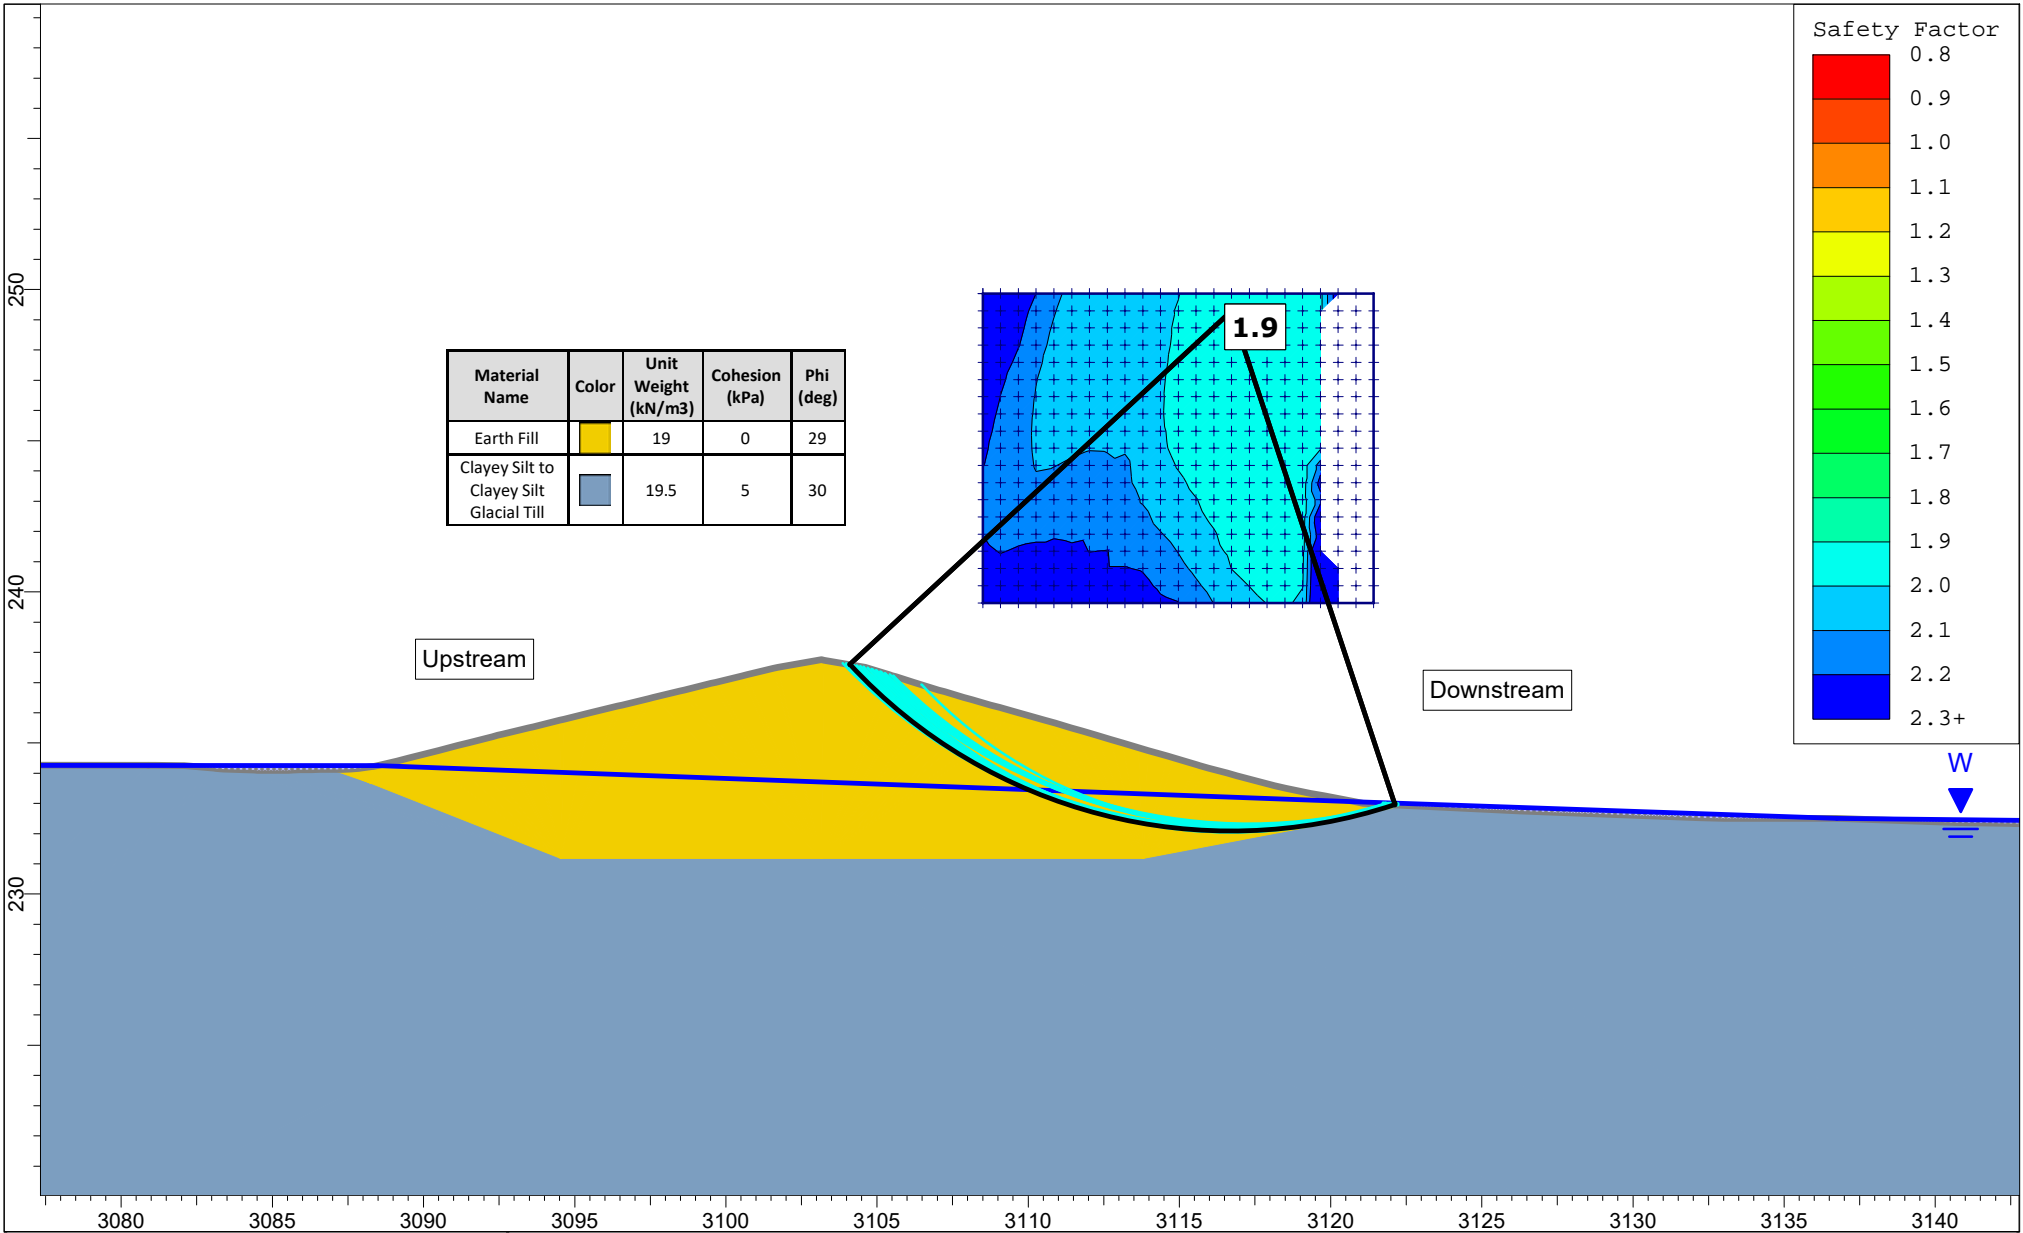 Safety Factor
0.8
0.9
1.0
1.1
1.2
1.3
1.4
1.5
1.6
1.7
1.8
1.9
2.0
2.1
2.2
2.3+
250
240
230
1.9
Material
Name
Color
Unit
Weight
(kN/m3)
Cohesion
(kPa)
Phi
(deg)
Earth Fill
19
0
29
Clayey Silt to
Clayey Silt
Glacial Till
19.5
5
30
Upstream
Downstream
W
3080
3085
3090
3095
3100
3105
3110
3115
3120
3125
3130
3135
3140